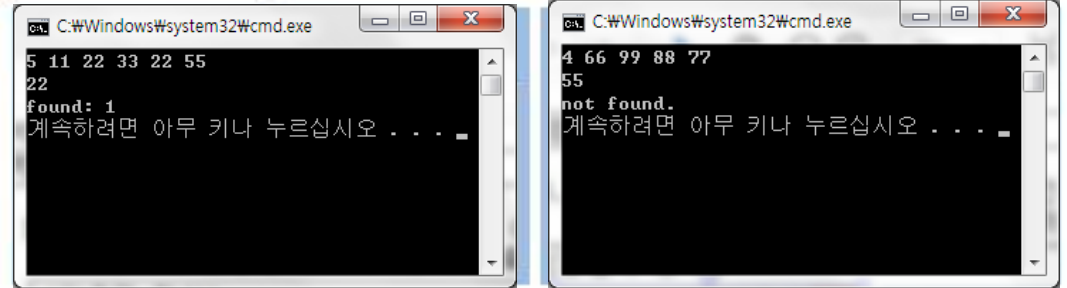 C:₩Windows₩system32₩cmd.exe
5 11 22 33 22 55
22
found: 1
계속하려면 아무 키나 누르십시오 . . .
C:₩Windows₩system32₩cmd.exe
4 66 99 88 77
55
not found.
계속하려면 아무 키나 누르십시오 . . .